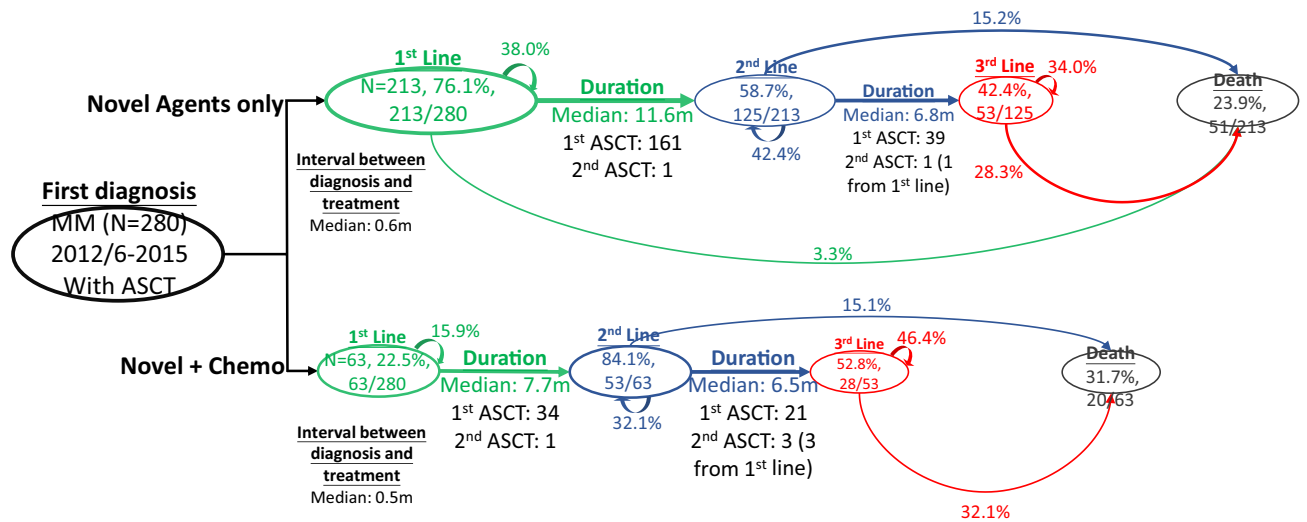 15.2%
38.0%
1st Line
N=213, 76.1%,
213/280
Duration
Median: 11.6m
1st ASCT: 161
2nd ASCT: 1
2nd Line
58.7%,
125/213
42.4%
Duration
Median: 6.8m
1st ASCT: 39
2nd ASCT: 1 (1
from 1st line)
3rd Line
34.0%
42.4%,
53/125
28.3%
Death
23.9%,
51/213
Novel Agents only
Interval between
diagnosis and
treatment
Median: 0.6m
3.3%
First diagnosis
MM (N=280)
2012/6-2015
With ASCT
15.1%
Novel + Chemo
1st Line
15.9%
N=63, 22.5%,
63/280
Duration
Median: 7.7m
1st ASCT: 34
2nd ASCT: 1
2nd Line
84.1%,
53/63
32.1%
Duration
Median: 6.5m
1st ASCT: 21
2nd ASCT: 3 (3
from 1st line)
3rd Line
46.4%
52.8%,
28/53
Death
31.7%,
20/63
Interval between
diagnosis and
treatment
Median: 0.5m
32.1%